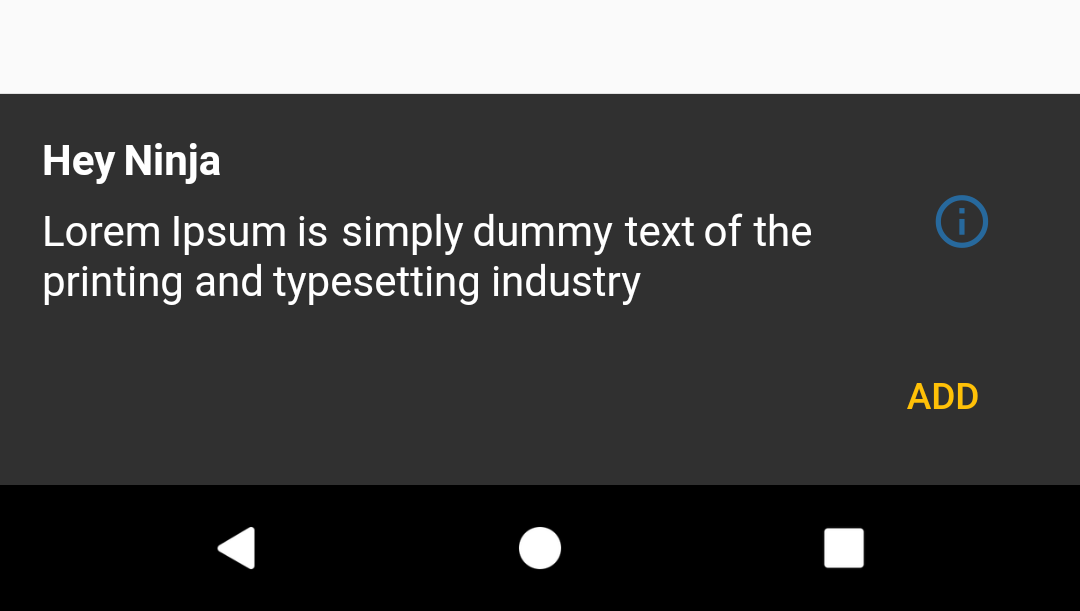 Hey Ninja
Lorem Ipsum is simply dummy text of the
printing and typesetting industry
ADD